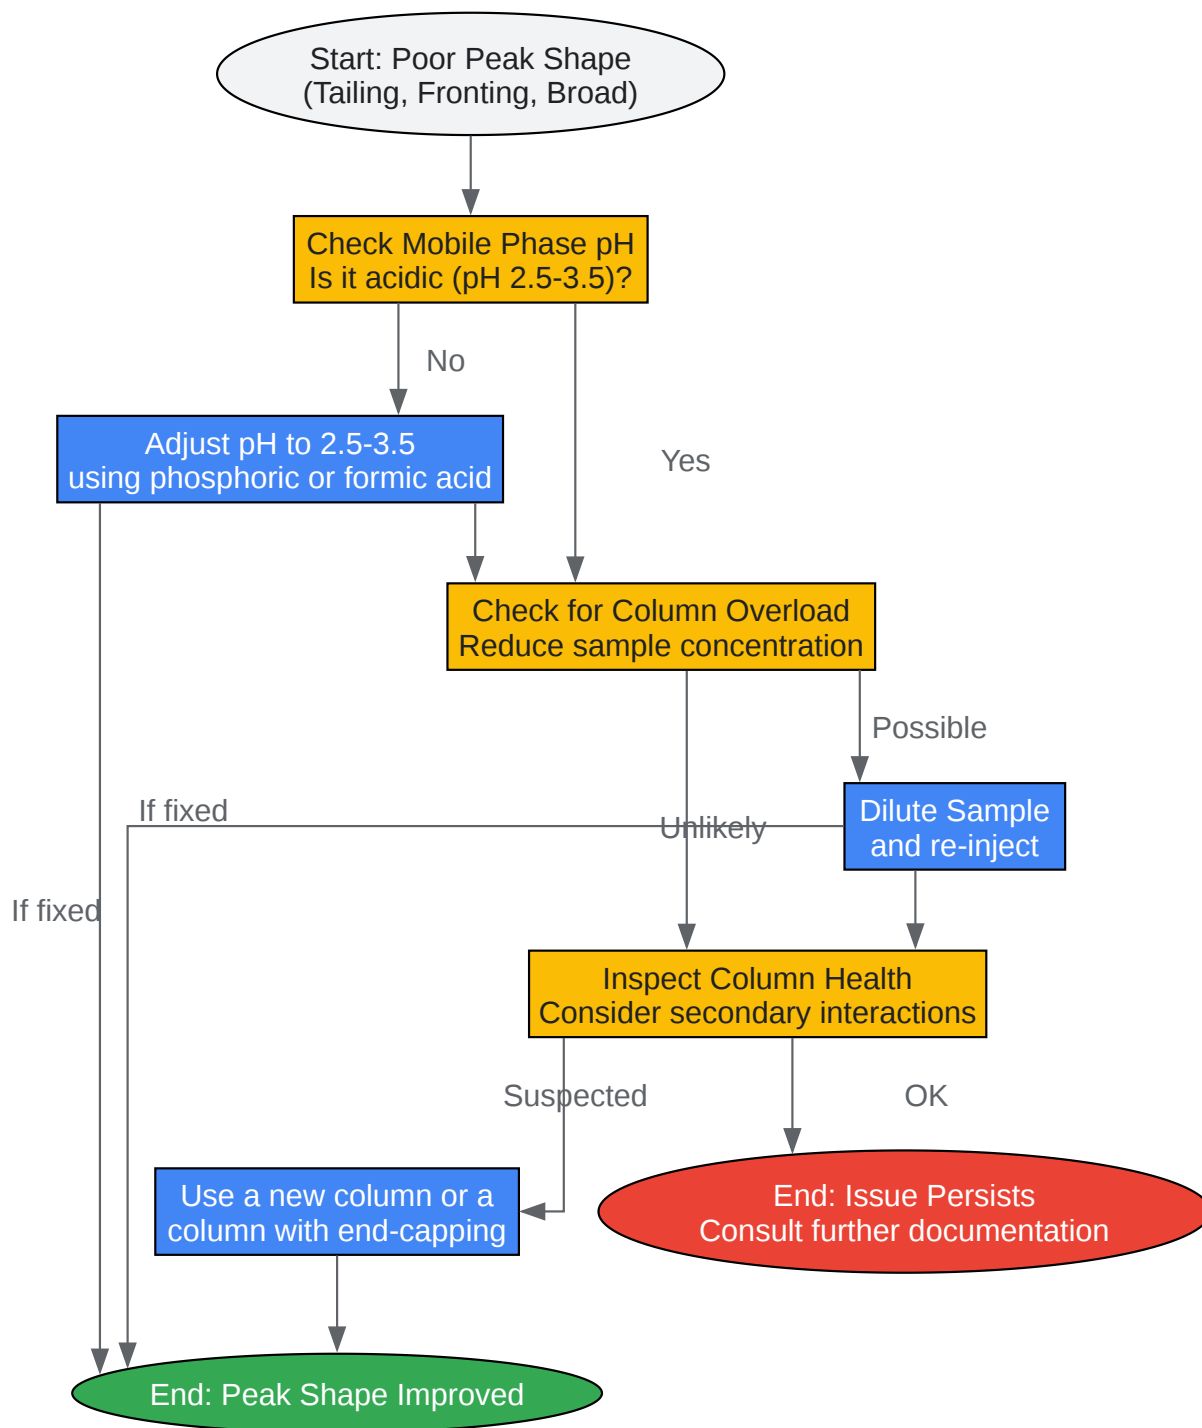 Start: Poor Peak Shape
(Tailing, Fronting, Broad)
Check Mobile Phase pH
Is it acidic (pH 2.5-3.5)?
No
Adjust pH to 2.5-3.5
using phosphoric or formic acid
Yes
Check for Column Overload
Reduce sample concentration
Possible
If fixed
Unlikely
Dilute Sample
and re-inject
If fixed
Inspect Column Health
Consider secondary interactions
Suspected
OK
Use a new column or a
column with end-capping
End: Issue Persists
Consult further documentation
End: Peak Shape Improved